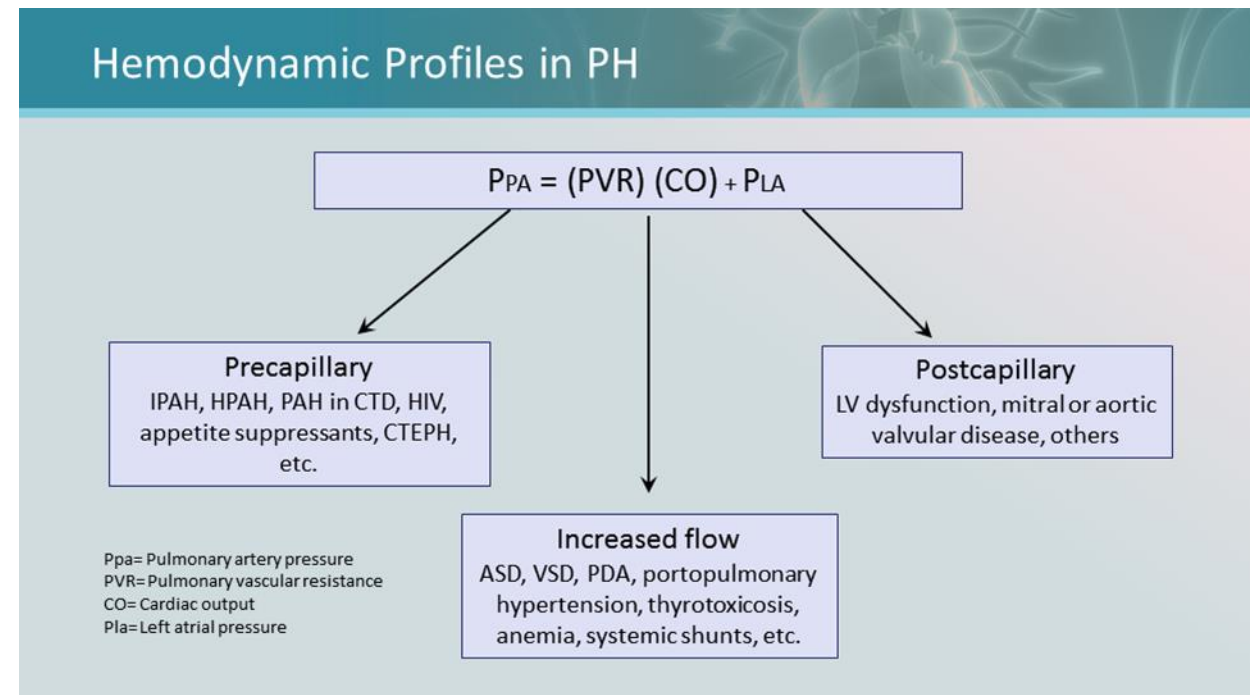 Hemodynamic Profiles in PH
PPA = (PVR) (CO) + PLA
Precapillary
IPAH, HPAH, PAH in CTD, HIV,
appetite suppressants, CTEPH,
etc.
Postcapillary
LV dysfunction, mitral or aortic
valvular disease, others
Increased flow
ASD, VSD, PDA, portopulmonary
hypertension, thyrotoxicosis,
anemia, systemic shunts, etc.
Ppa= Pulmonary artery pressure
PVR= Pulmonary vascular resistance
CO= Cardiac output
Pla= Left atrial pressure